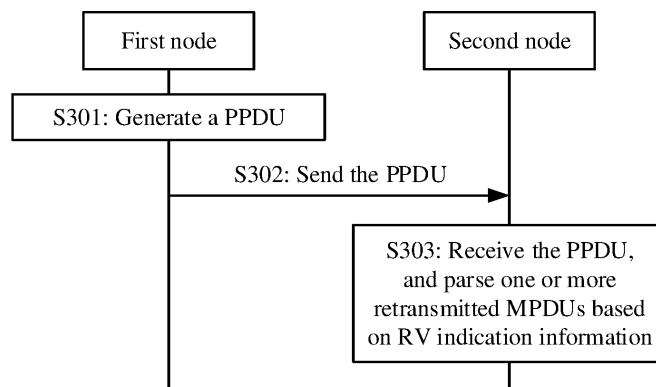 First node
Second node
S301: Generate a PPDU
S302: Send the PPDU
S303: Receive the PPDU,
and parse one or more
retransmitted MPDUs based
on RV indication information